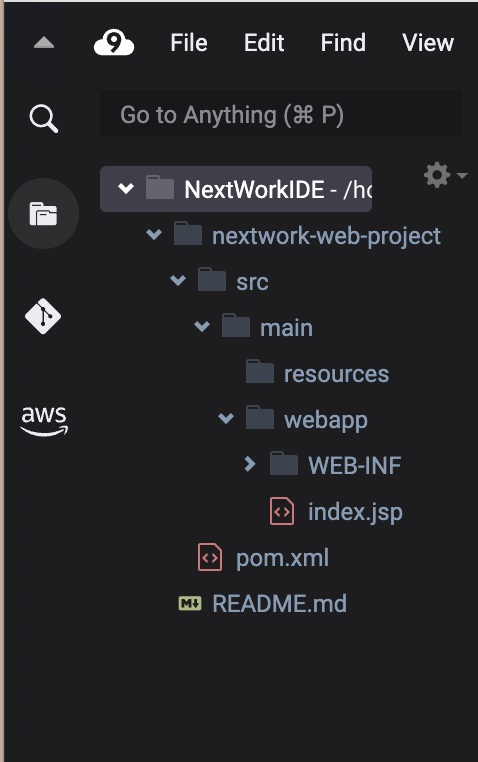 9 File Edit Find View
Go to Anything (⌘ P)
NextWorkIDE - /ho
nextwork-web-project
src
main
resources
aws
webapp
WEB-INF
index.jsp
pom.xml
M README.md